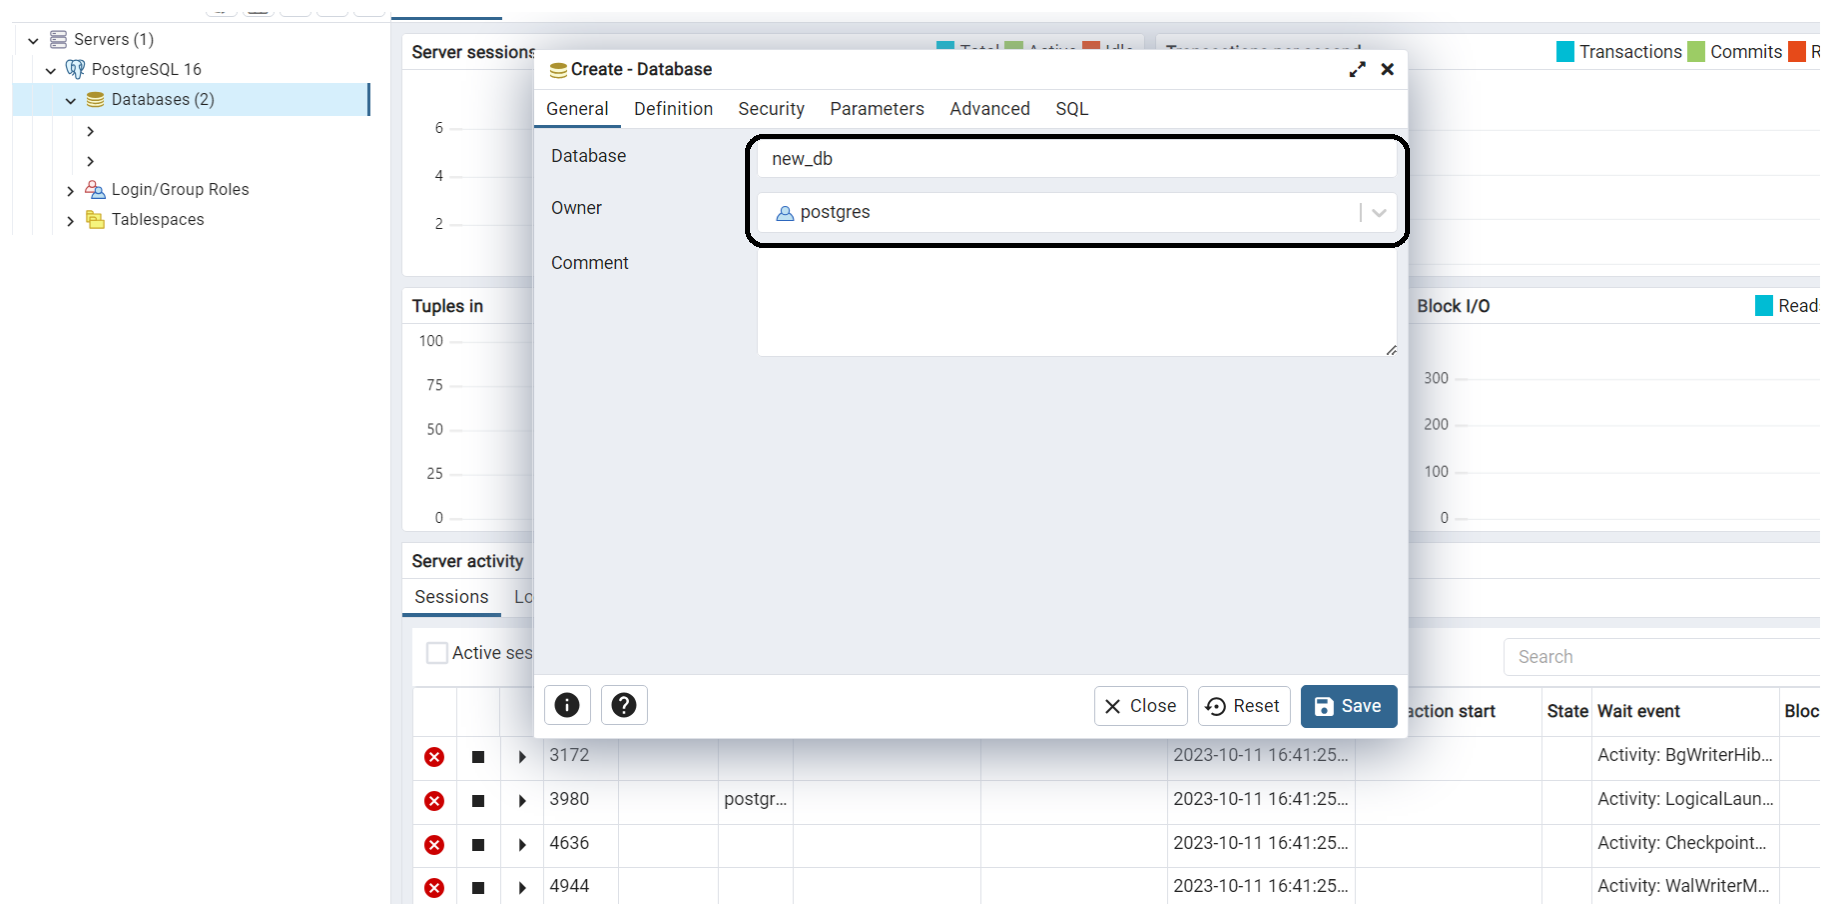 Servers (1)
PostgreSQL 16
Databases (2)
Login/Group Roles
Tablespaces
Server sessions
Transactions Commits
6
4
2
Create - Database
General Definition Security Parameters Advanced SQL
Database
new_db
Owner
postgres
Comment
Close Reset Save
Tuples in
100
75
50
25
0
Block I/O
Read
300
200
100
0
Server activity
Sessions
Active
Search
State Wait event
start
3172 2023-10-11 16:41:25... Activity: BgWriterHib...
3980 postgr... 2023-10-11 16:41:25... Activity: LogicalLaun...
4636 2023-10-11 16:41:25... Activity: Checkpoint...
4944 2023-10-11 16:41:25... Activity: WalWriterM...